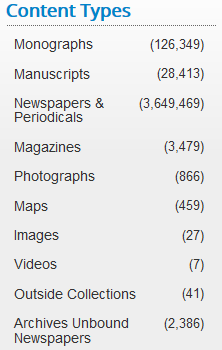 Content Types
Monographs (126,349)
Manuscripts (28,413)
Newspapers & (3,649,469)
Periodicals
Magazines (3,479)
Photographs (866)
Maps (459)
Images (27)
Videos (7)
Outside Collections (41)
Archives Unbound (2,386)
Newspapers